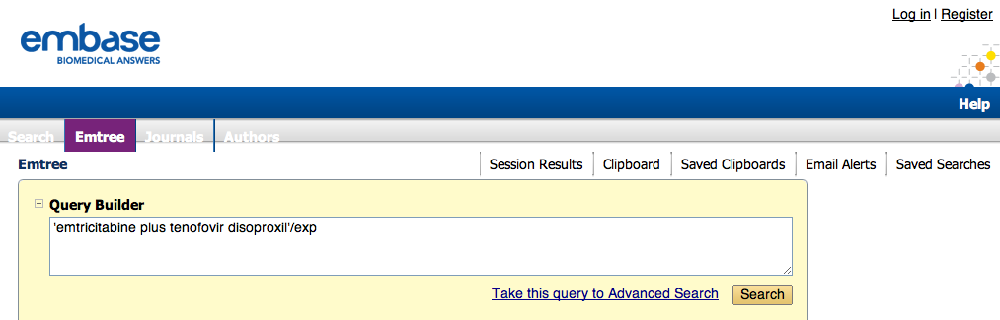 Log in | Register
embase
BIOMEDICAL ANSWERS
Help
Search Emtree Journals Authors
Emtree Session Results Clipboard Saved Clipboards Email Alerts Saved Searches
Query Builder
'emtricitabine plus tenofovir disoproxil'/exp
Take this query to Advanced Search Search